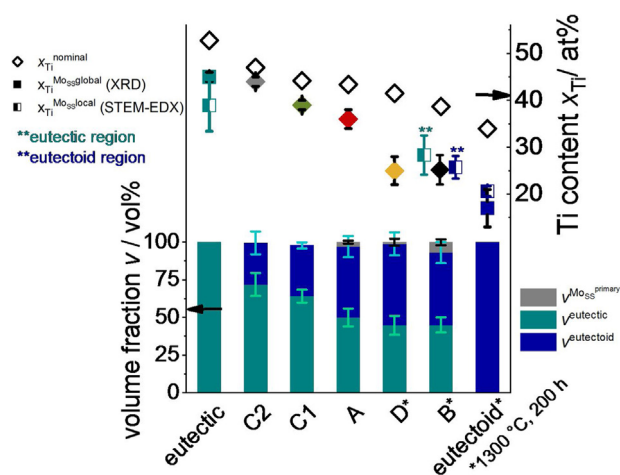 x_Ti^nominal
x_Ti^Mo_SS global (XRD)
x_Ti^Mo_SS local (STEM-EDX)
**eutectic region
**eutectoid region
**
**
50
40
30
20
Ti content x_Ti/ at%
100
75
50
25
0
volume fraction v / vol%
v^Mo_SS primary
v^eutectic
v^eutectoid
eutectic
C2
C1
A
D*
B*
eutectoid*
*1300 °C, 200 h